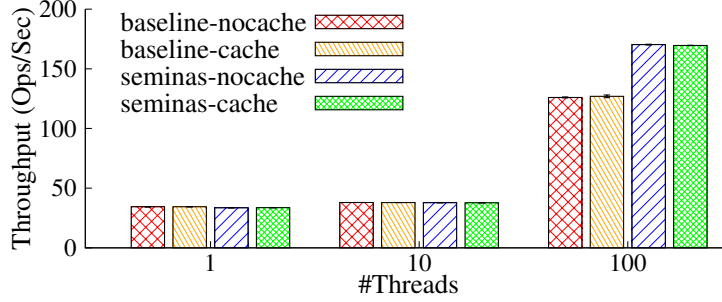 Throughput (Ops/Sec)
200
150
100
50
0
baseline-nocache
baseline-cache
seminas-nocache
seminas-cache
1
10
100
#Threads